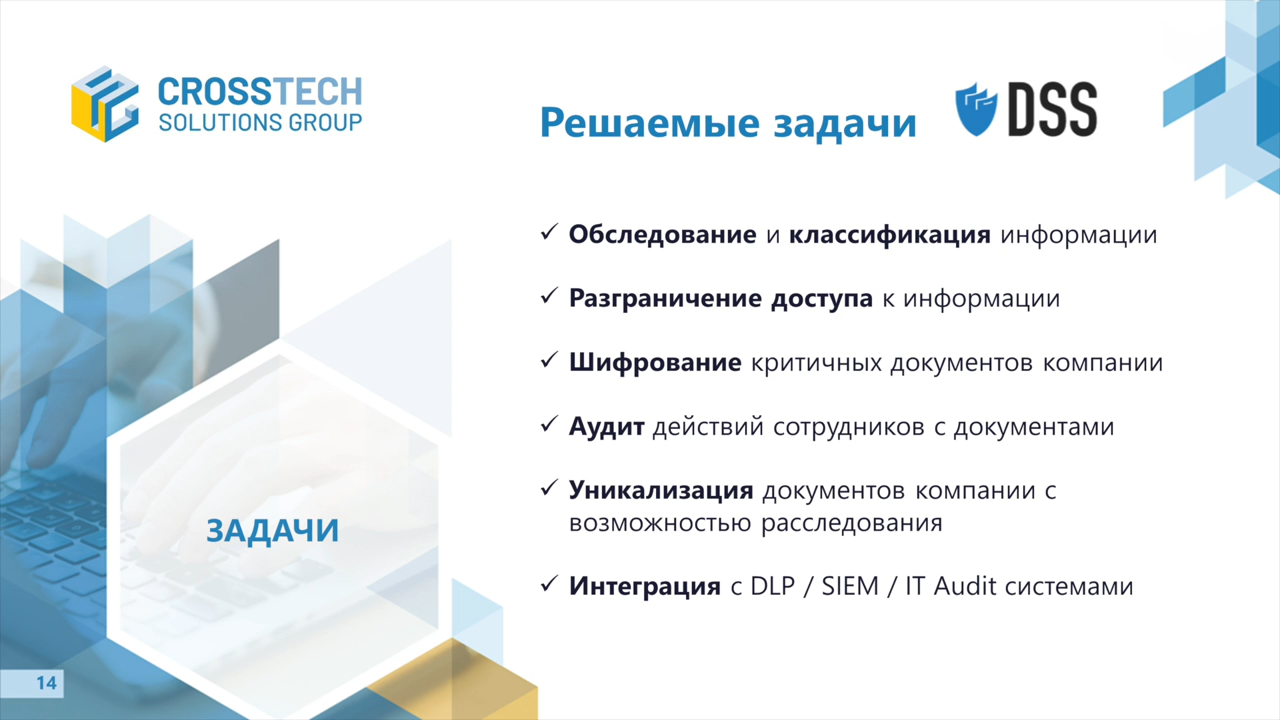 CROSSTECH
SOLUTIONS GROUP
Решаемые задачи
DSS
✓ Обследование и классификация информации
✓ Разграничение доступа к информации
✓ Шифрование критичных документов компании
✓ Аудит действий сотрудников с документами
✓ Уникализация документов компании с
возможностью расследования
✓ Интеграция с DLP / SIEM / IT Audit системами
ЗАДАЧИ
14